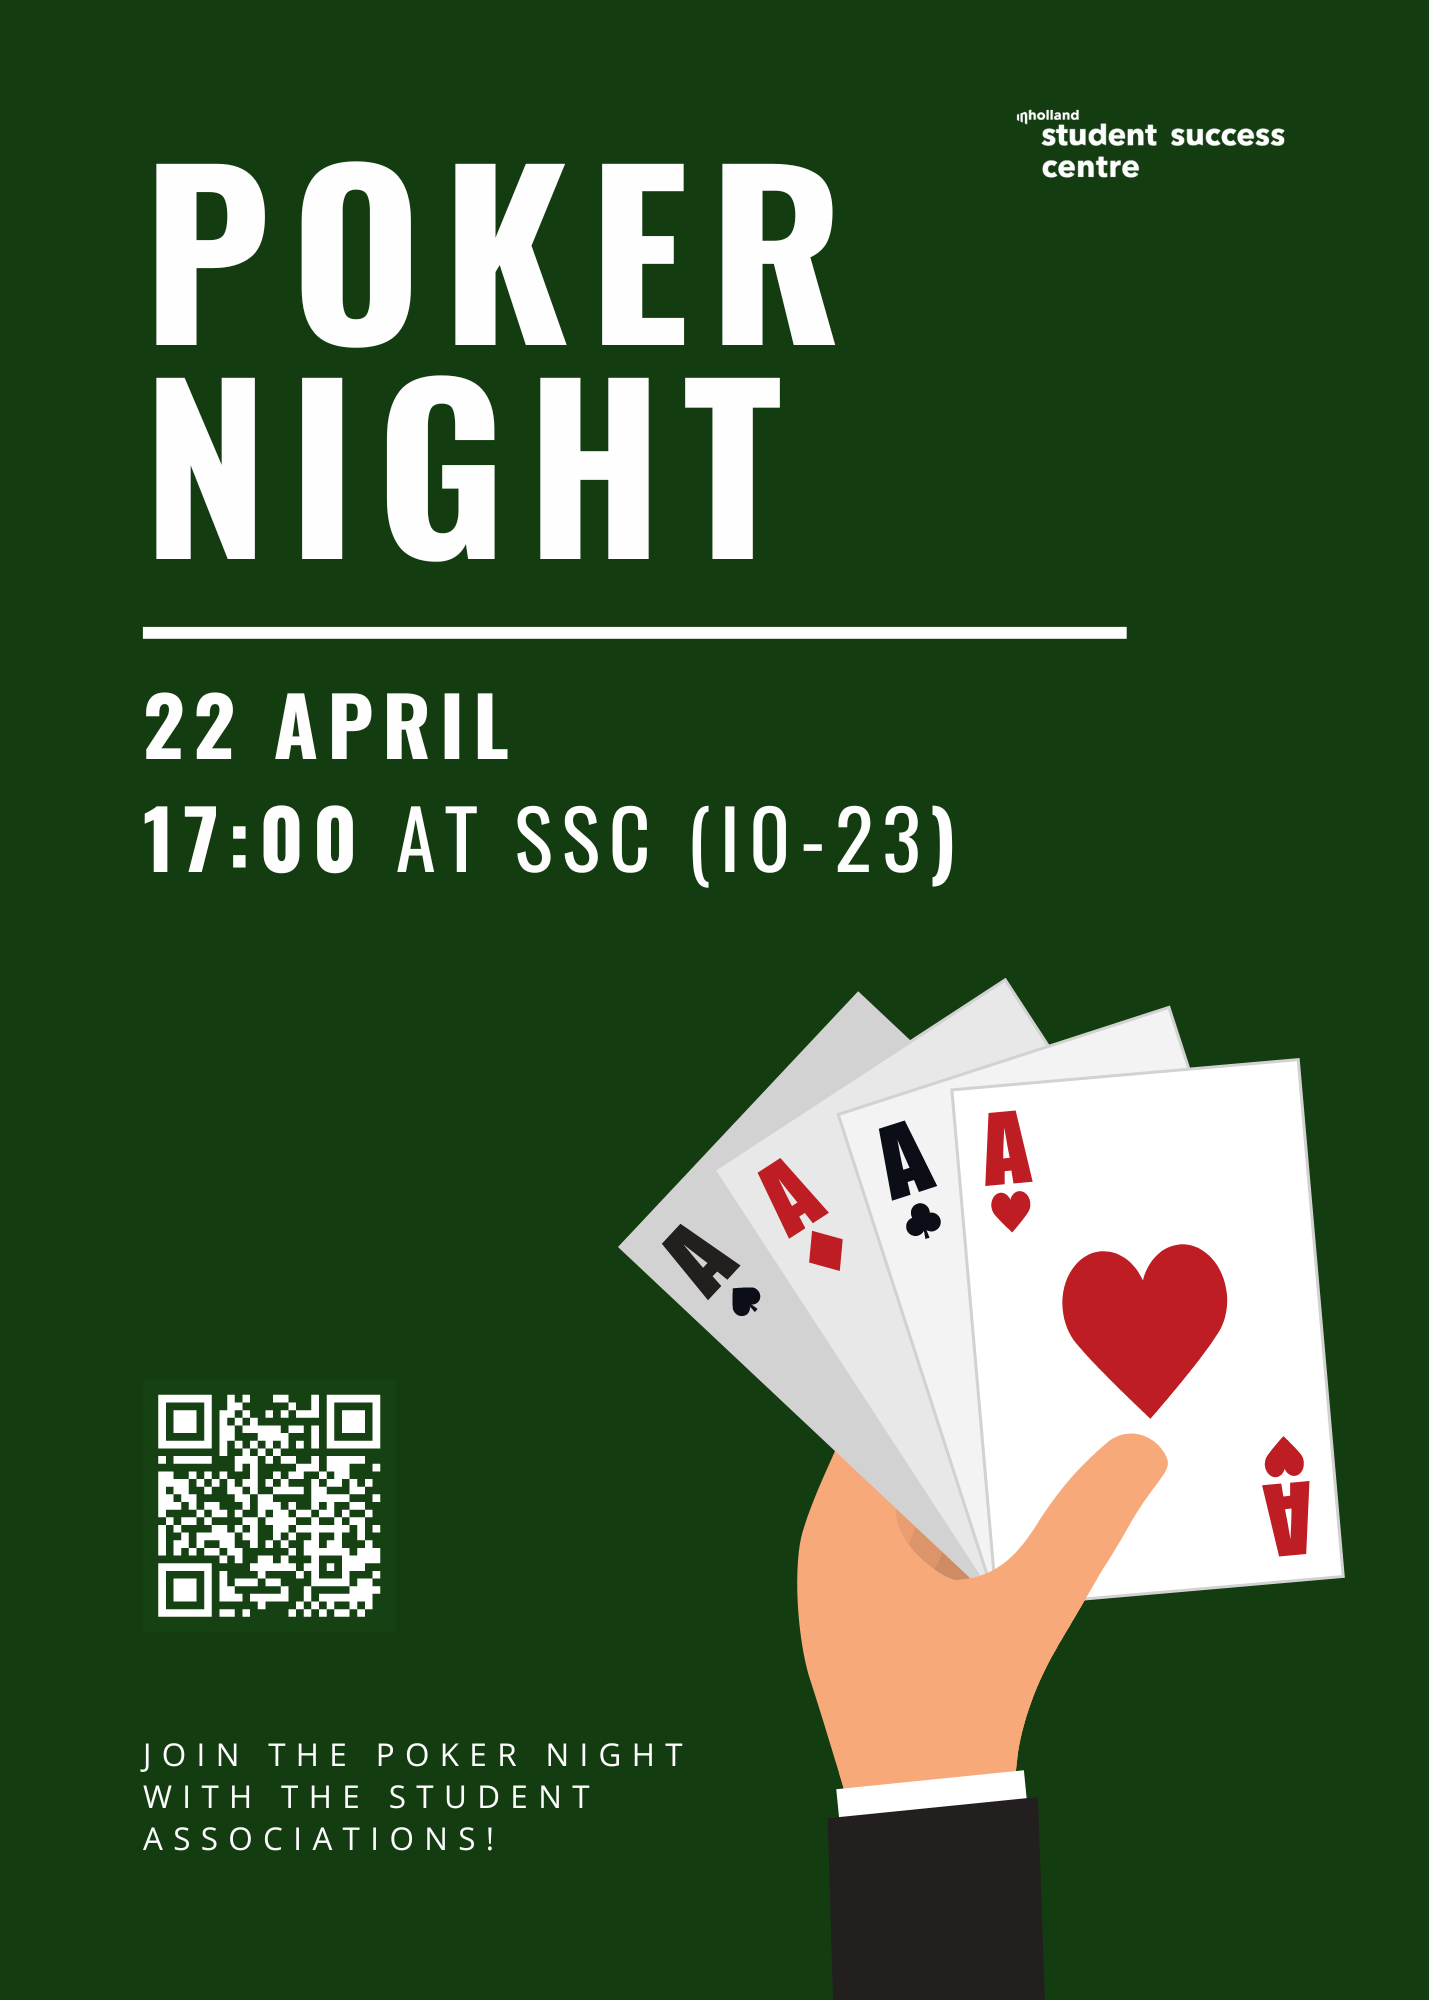 inholland
student success
centre
POKER
NIGHT
22 APRIL
17:00 AT SSC (I0-23)
A
A
A
A
A
JOIN THE POKER NIGHT
WITH THE STUDENT
ASSOCIATIONS!